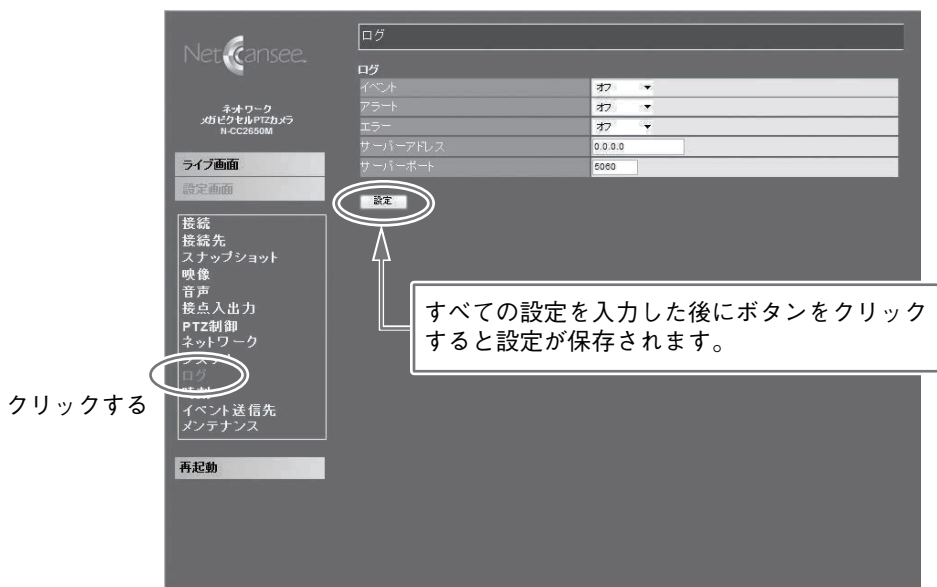 Net Cansee
ネットワーク
メガピクセルPTZカメラ
N-CC2650M
ライブ画面
設定画面
接続
接続先
スナップショット
映像
音声
接点入出力
PTZ制御
ネットワーク
ログ
イベント送信先
メンテナンス
再起動
クリックする
ログ
ログ
イベント オフ
アラート オフ
エラー オフ
サーバーアドレス 0.0.0.0
サーバーポート 5060
設定
すべての設定を入力した後にボタンをクリック
すると設定が保存されます。